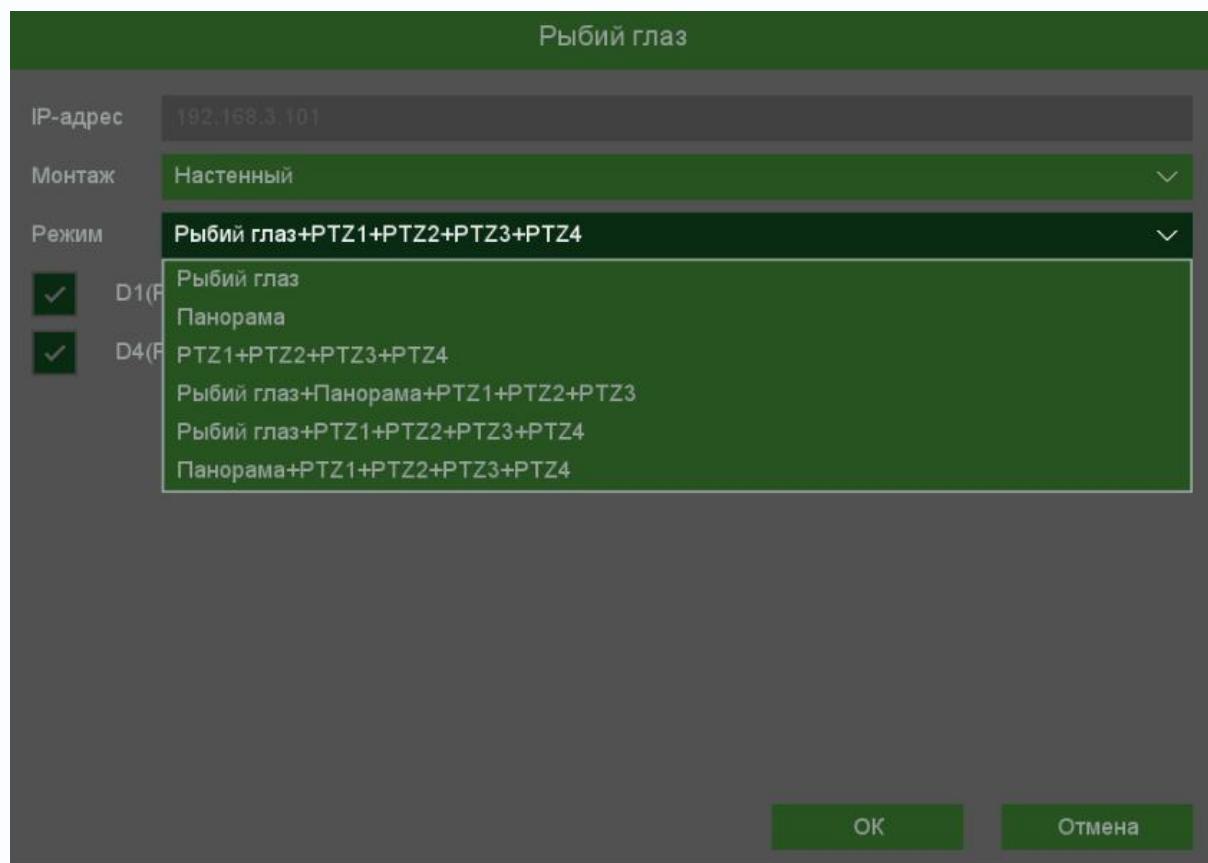 Рыбий глаз
IP-адрес 192.168.3.101
Монтаж Настенный
Режим Рыбий глаз+PTZ1+PTZ2+PTZ3+PTZ4
Рыбий глаз
D1(
Панорама
PTZ1+PTZ2+PTZ3+PTZ4
D4(
Рыбий глаз+Панорама+PTZ1+PTZ2+PTZ3
Рыбий глаз+PTZ1+PTZ2+PTZ3+PTZ4
Панорама+PTZ1+PTZ2+PTZ3+PTZ4
ОК Отмена